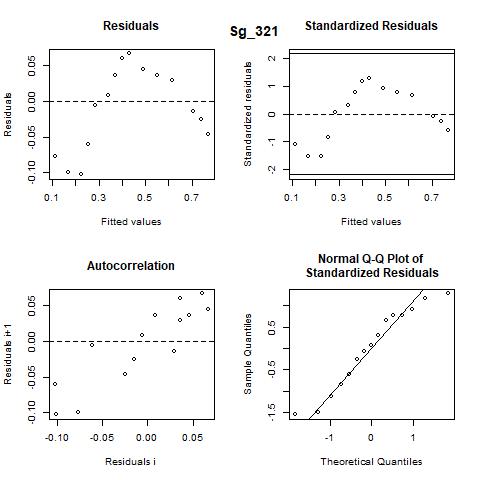 Sg_321
Residuals
Residuals
0.05
0.00
-0.05
-0.10
0.1 0.3 0.5 0.7
Fitted values
Standardized Residuals
Standardized residuals
2
1
0
-1
-2
0.1 0.3 0.5 0.7
Fitted values
Autocorrelation
Residuals i+1
0.05
0.00
-0.05
-0.10
-0.10 -0.05 0.00 0.05
Residuals i
Normal Q-Q Plot of
Standardized Residuals
Sample Quantiles
0.5
-0.5
-1.5
-1 0 1
Theoretical Quantiles